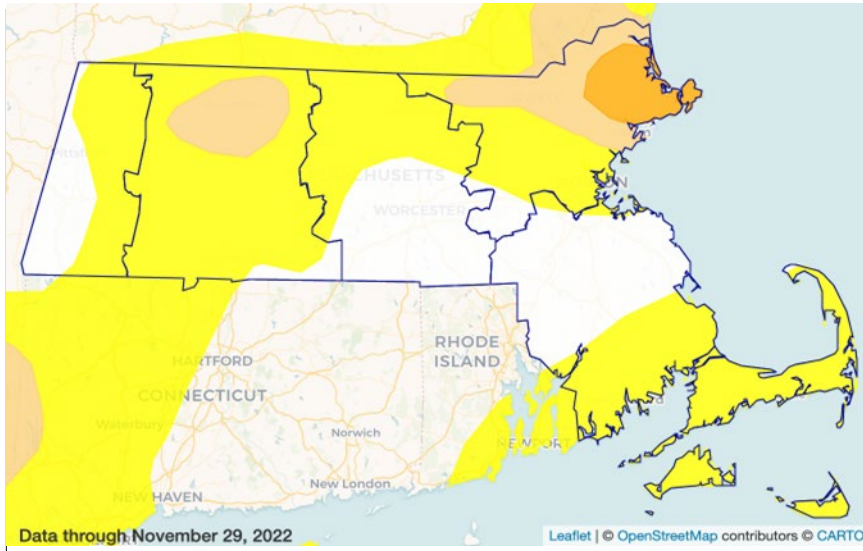 WORCESTER
RHODE
ISLAND
HARTFORD
CONNECTICUT
Waterbury
Norwich
NEWPORT
New London
NEW HAVEN
Data through November 29, 2022
Leaflet | © OpenStreetMap contributors © CARTO